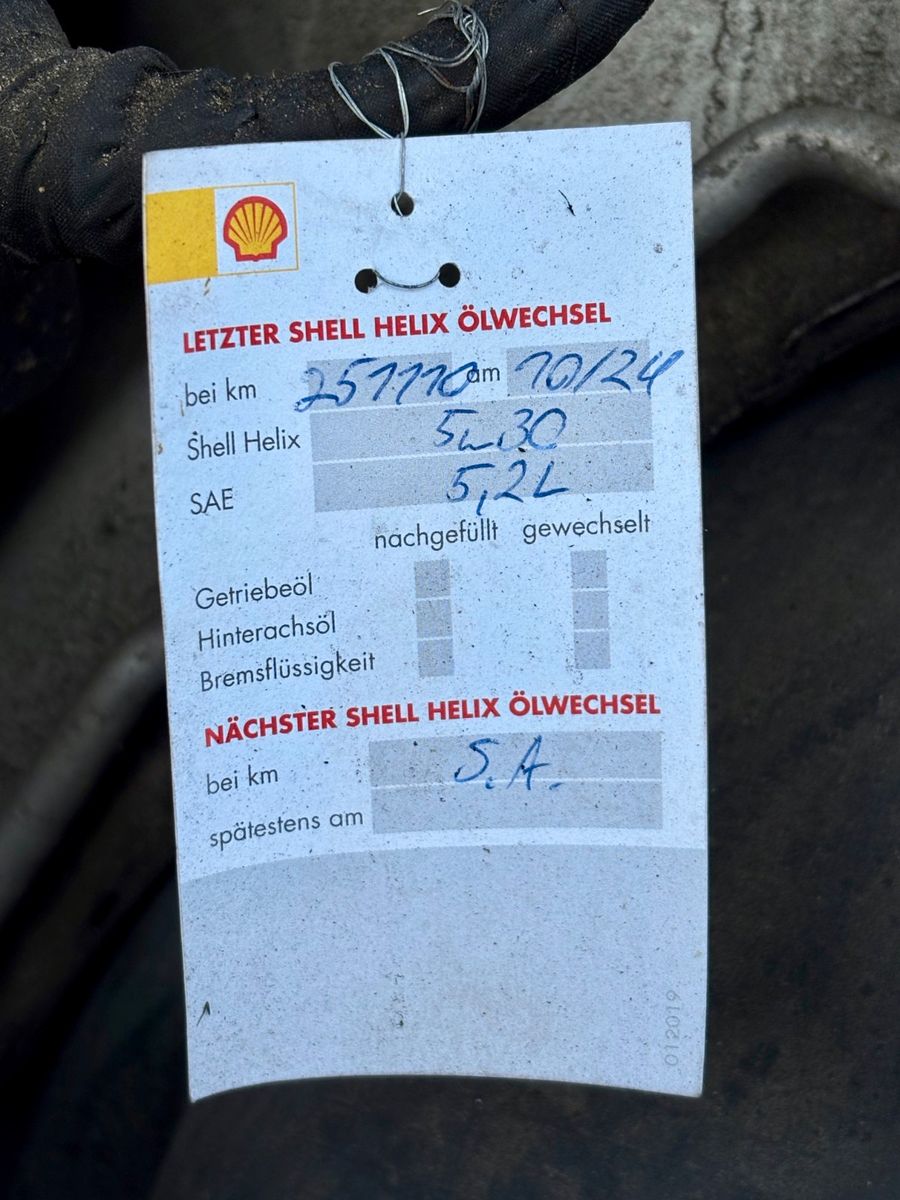 LETZTER SHELL HELIX ÖLWECHSEL
bei km 251110 am 10/24
Shell Helix 5w30
SAE 5,2L
nachgefüllt gewechselt
Getriebeöl
Hinterachsöl
Bremsflüssigkeit
NÄCHSTER SHELL HELIX ÖLWECHSEL
bei km S.A.
spätestens am
012019